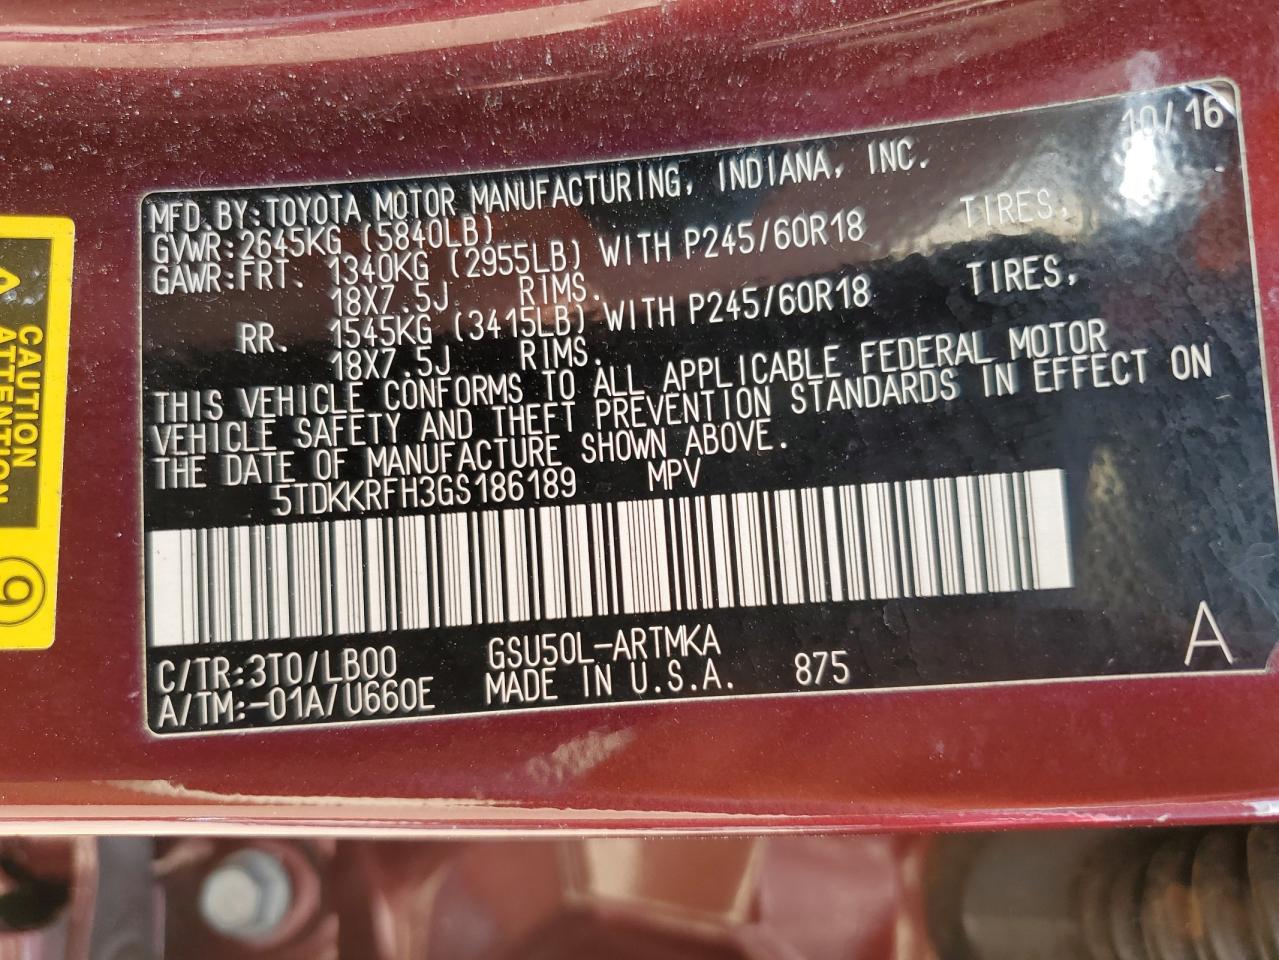 10/16
MFD.BY:TOYOTA MOTOR MANUFACTURING, INDIANA, INC.
GVWR:2645KG (5840LB)
GAWR:FRT. 1340KG (2955LB) WITH P245/60R18 TIRES,
18X7.5J RIMS.
RR. 1545KG (3415LB) WITH P245/60R18 TIRES,
18X7.5J RIMS.
THIS VEHICLE CONFORMS TO ALL APPLICABLE FEDERAL MOTOR
VEHICLE SAFETY AND THEFT PREVENTION STANDARDS IN EFFECT ON
THE DATE OF MANUFACTURE SHOWN ABOVE.
5TDKKRFH3GS186189 MPV
C/TR:3T0/LB00 GSU50L-ARTMKA
A/TM:-01A/U660E MADE IN U.S.A. 875
A
CAUTION
ATTENTION
9